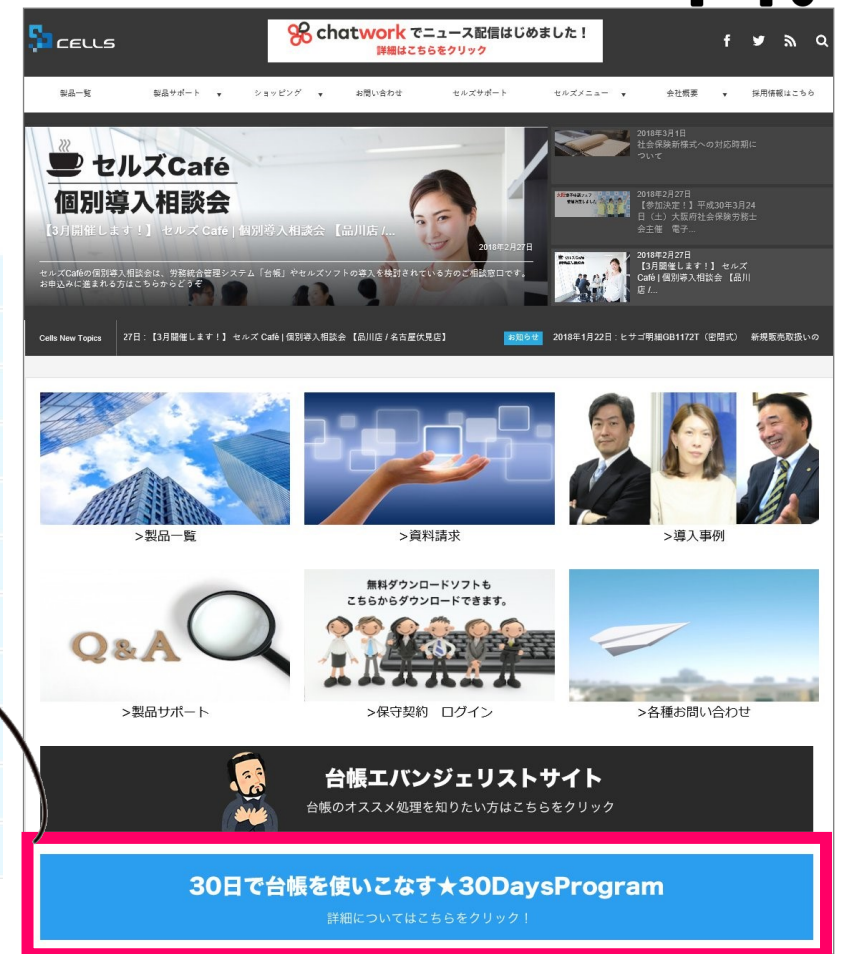 CELLS
chatwork でニュース配信はじめました！
詳細はこちらをクリック
製品一覧
製品サポート
ショッピング
お問い合わせ
セルズサポート
セルズメニュー
会社概要
採用情報はこちら
セルズCafé
個別導入相談会
【3月開催します！】 セルズ Café | 個別導入相談会 【品川店 /...
2018年2月27日
セルズCaféの個別導入相談会は、労務統合管理システム「台帳」やセルズソフトの導入を検討されている方のご相談窓口です。
お申込みに進まれる方はこちらからどうぞ
2018年3月1日
社会保険新様式への対応時期に
ついて
2018年2月27日
【参加決定！】平成30年3月24
日（土）大阪府社会保険労務士
会主催　電子...
2018年2月27日
【3月開催します！】 セルズ
Café | 個別導入相談会 【品川
店 /...
Cells New Topics
27日 : 【3月開催します！】 セルズ Café | 個別導入相談会 【品川店 / 名古屋伏見店】
お知らせ
2018年1月22日 : ヒサゴ明細GB1172T（密閉式）　新規販売取扱いの
>製品一覧
>資料請求
>導入事例
Q&A
無料ダウンロードソフトも
こちらからダウンロードできます。
>製品サポート
>保守契約　ログイン
>各種お問い合わせ
台帳エバンジェリストサイト
台帳のオススメ処理を知りたい方はこちらをクリック
30日で台帳を使いこなす★30DaysProgram
詳細についてはこちらをクリック！